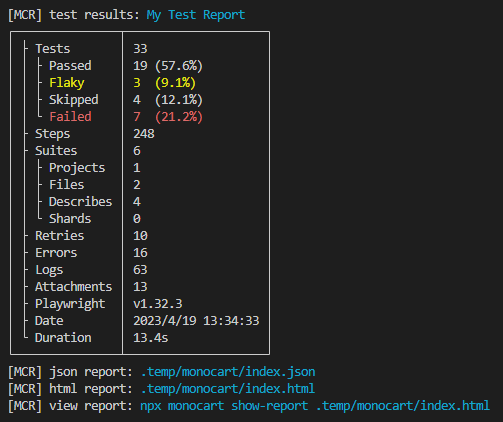 [MCR] test results: My Test Report
Tests 33
Passed 19 (57.6%)
Flaky 3 (9.1%)
Skipped 4 (12.1%)
Failed 7 (21.2%)
Steps 248
Suites 6
Projects 1
Files 2
Describes 4
Shards 0
Retries 10
Errors 16
Logs 63
Attachments 13
Playwright v1.32.3
Date 2023/4/19 13:34:33
Duration 13.4s
[MCR] json report: .temp/monocart/index.json
[MCR] html report: .temp/monocart/index.html
[MCR] view report: npx monocart show-report .temp/monocart/index.html